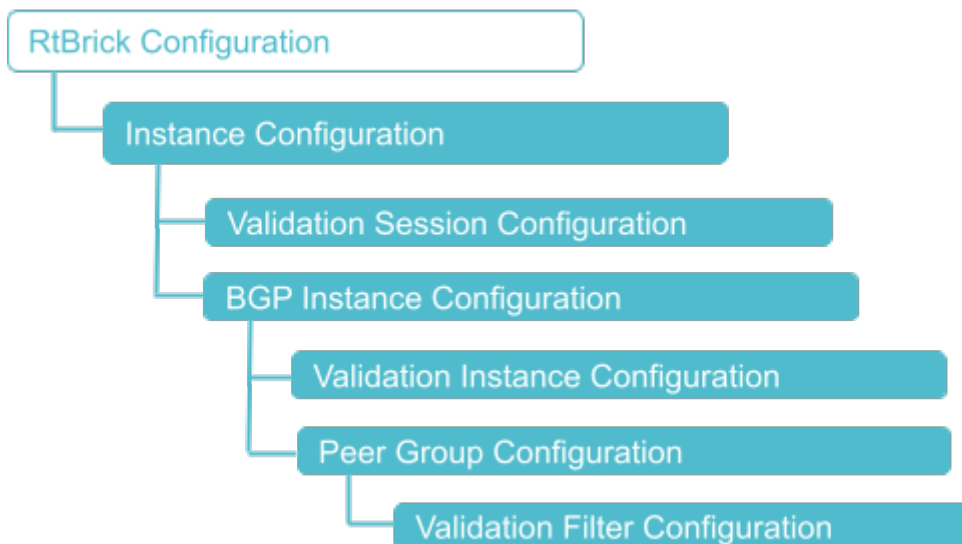 RtBrick Configuration
Instance Configuration
Validation Session Configuration
BGP Instance Configuration
Validation Instance Configuration
Peer Group Configuration
Validation Filter Configuration